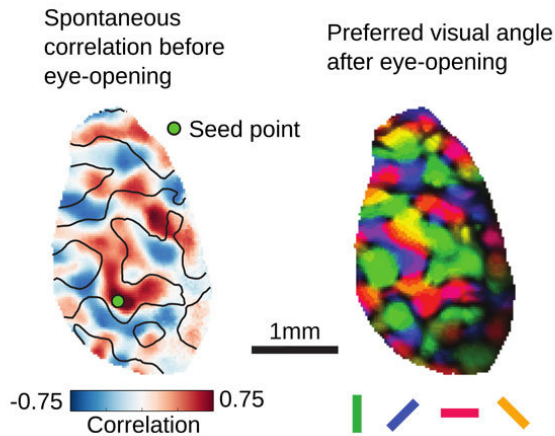 Spontaneous
correlation before
eye-opening
Preferred visual angle
after eye-opening
Seed point
1mm
-0.75 0.75
Correlation